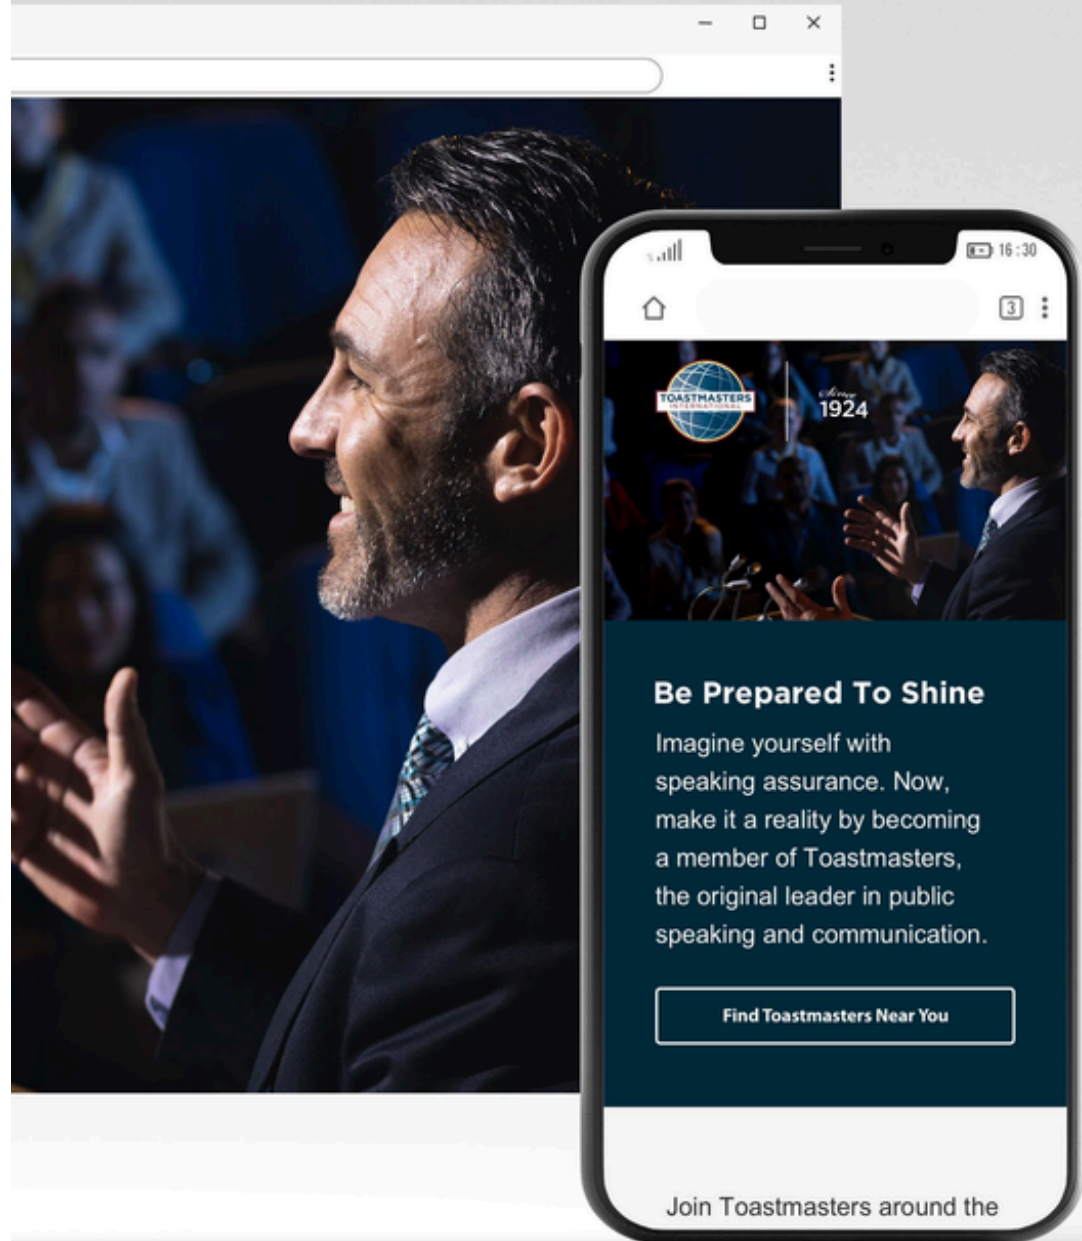 16:30
3
TOASTMASTERS
INTERNATIONAL
Since
1924
Be Prepared To Shine
Imagine yourself with
speaking assurance. Now,
make it a reality by becoming
a member of Toastmasters,
the original leader in public
speaking and communication.
Find Toastmasters Near You
Join Toastmasters around the